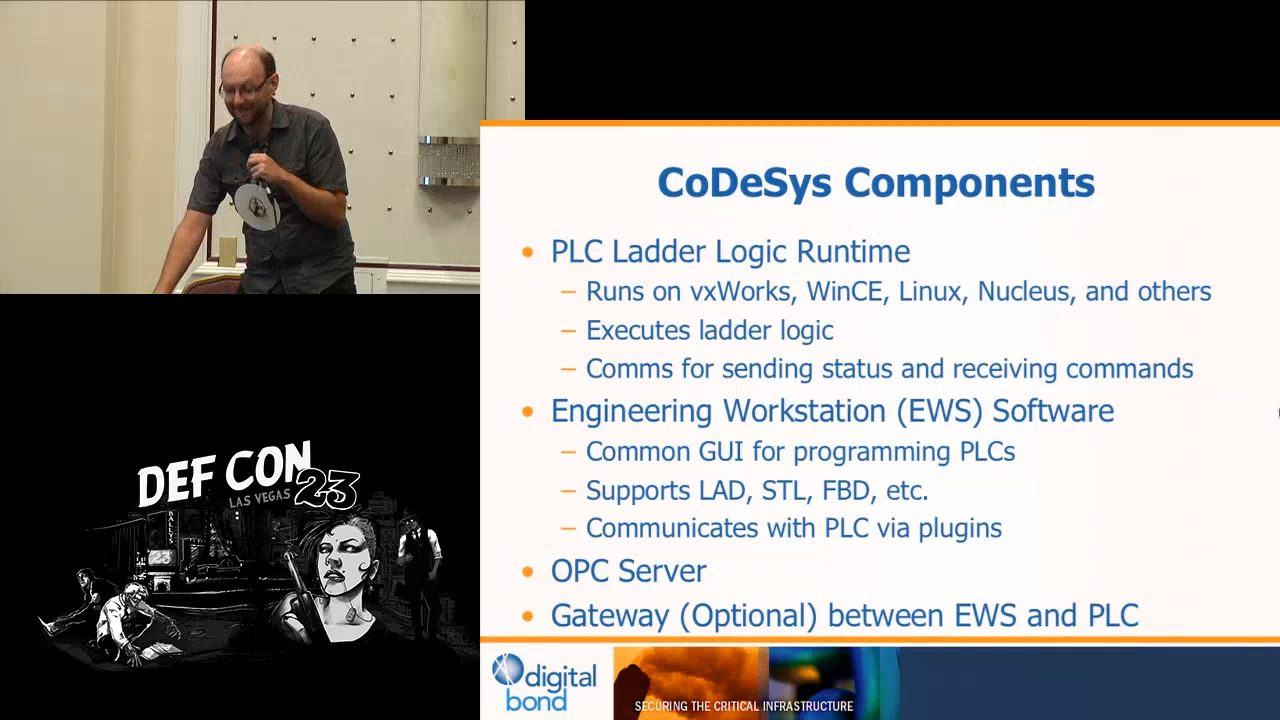 CoDeSys Components
• PLC Ladder Logic Runtime
– Runs on vxWorks, WinCE, Linux, Nucleus, and others
– Executes ladder logic
– Comms for sending status and receiving commands
• Engineering Workstation (EWS) Software
– Common GUI for programming PLCs
– Supports LAD, STL, FBD, etc.
– Communicates with PLC via plugins
• OPC Server
• Gateway (Optional) between EWS and PLC
digital
bond
SECURING THE CRITICAL INFRASTRUCTURE
DEF CON
LAS VEGAS 23
BALLYS